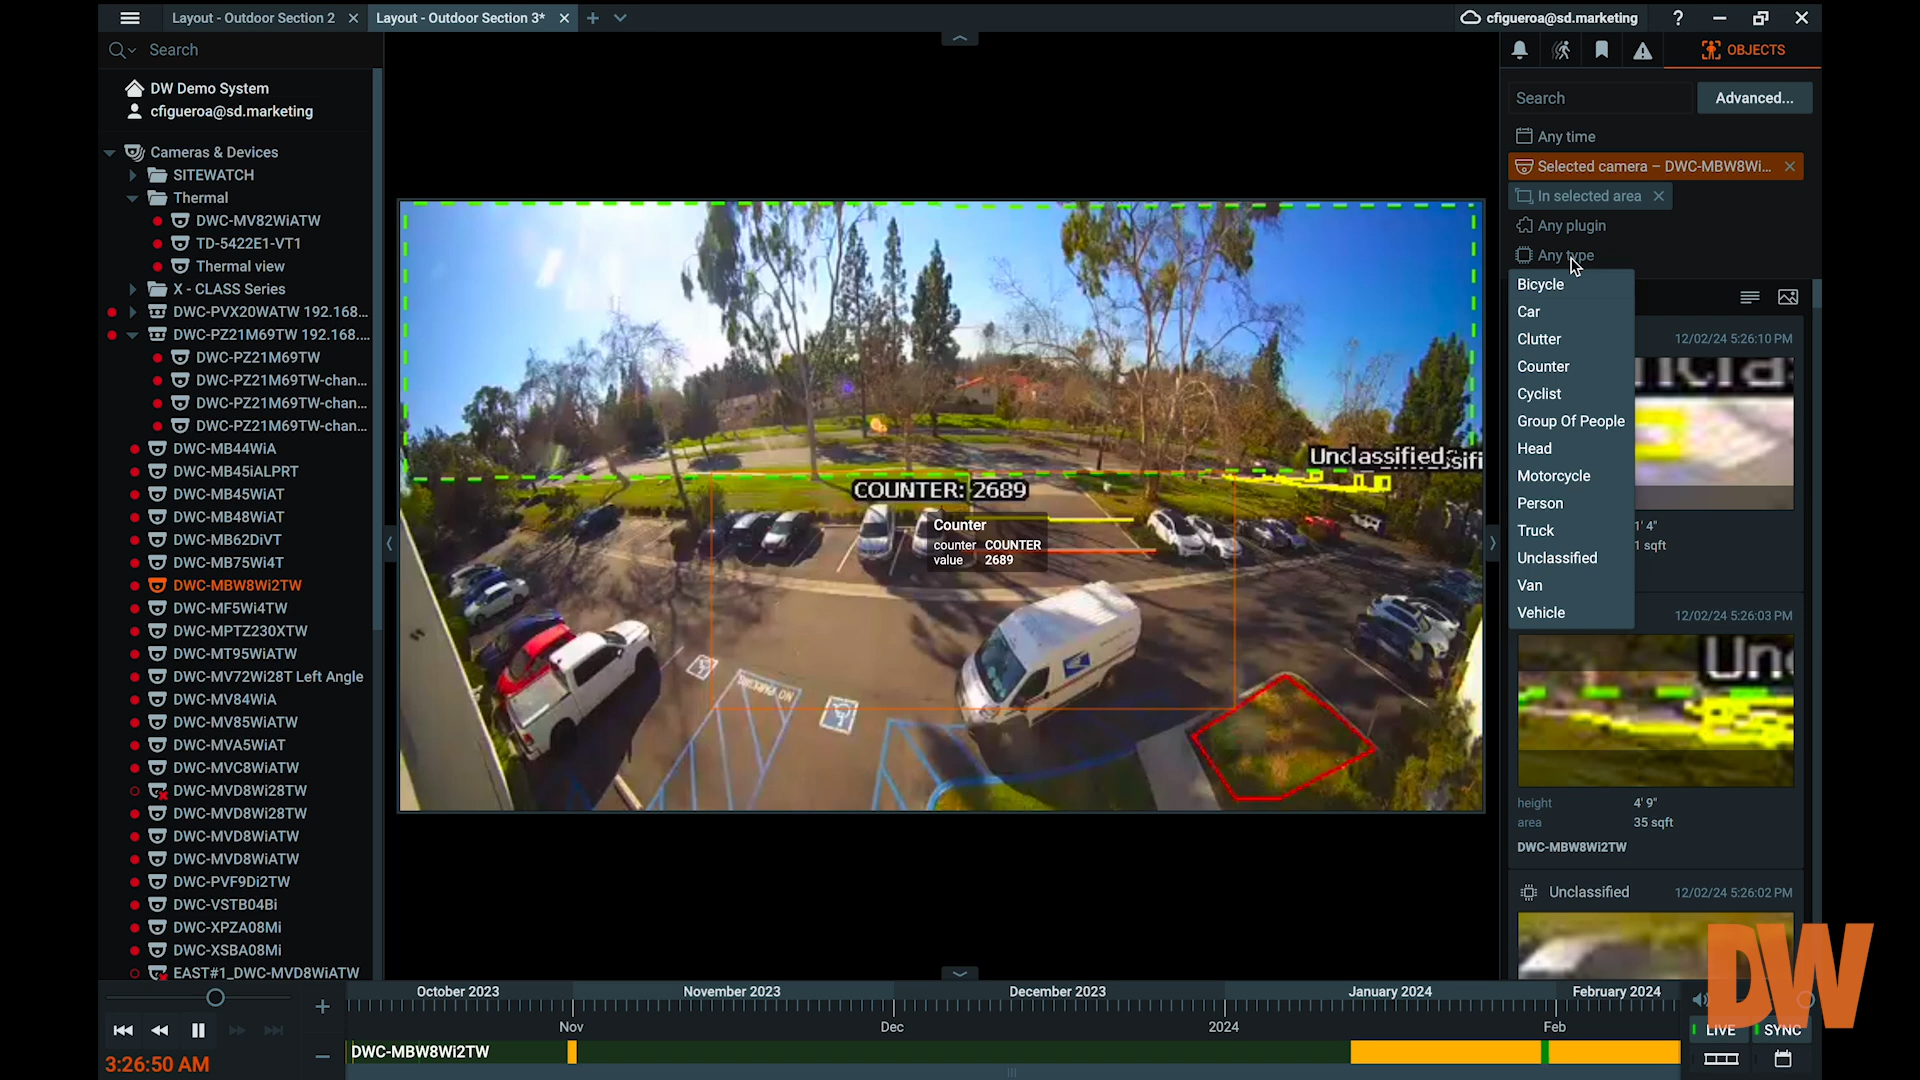 Layout - Outdoor Section 2
Layout - Outdoor Section 3*
cfigueroa@sd.marketing
?
Search
DW Demo System
cfigueroa@sd.marketing
Cameras & Devices
SITEWATCH
Thermal
DWC-MV82WiATW
TD-5422E1-VT1
Thermal view
X - CLASS Series
DWC-PVX20WATW 192.168...
DWC-PZ21M69TW 192.168....
DWC-PZ21M69TW
DWC-PZ21M69TW-chan...
DWC-PZ21M69TW-chan...
DWC-PZ21M69TW-chan...
DWC-MB44WiA
DWC-MB45iALPRT
DWC-MB45WiAT
DWC-MB48WiAT
DWC-MB62DiVT
DWC-MB75Wi4T
DWC-MBW8Wi2TW
DWC-MF5Wi4TW
DWC-MPTZ230XTW
DWC-MT95WiATW
DWC-MV72Wi28T Left Angle
DWC-MV84WiA
DWC-MV85WiATW
DWC-MVA5WiAT
DWC-MVC8WiATW
DWC-MVD8Wi28TW
DWC-MVD8Wi28TW
DWC-MVD8WiATW
DWC-MVD8WiATW
DWC-PVF9Di2TW
DWC-VSTB04Bi
DWC-XPZA08Mi
DWC-XSBA08Mi
EAST#1_DWC-MVD8WiATW
Unclassified
COUNTER: 2689
Counter
counter COUNTER
value 2689
NO PARKING
OBJECTS
Search
Advanced...
Any time
Selected camera – DWC-MBW8Wi...
In selected area
Any plugin
Any type
Bicycle
Car
Clutter
Counter
Cyclist
Group Of People
Head
Motorcycle
Person
Truck
Unclassified
Van
Vehicle
12/02/24 5:26:10 PM
1' 4"
1 sqft
12/02/24 5:26:03 PM
height 4' 9"
area 35 sqft
DWC-MBW8Wi2TW
Unclassified 12/02/24 5:26:02 PM
DW
October 2023
November 2023
December 2023
January 2024
February 2024
Nov
Dec
2024
Feb
DWC-MBW8Wi2TW
3:26:50 AM
LIVE
SYNC